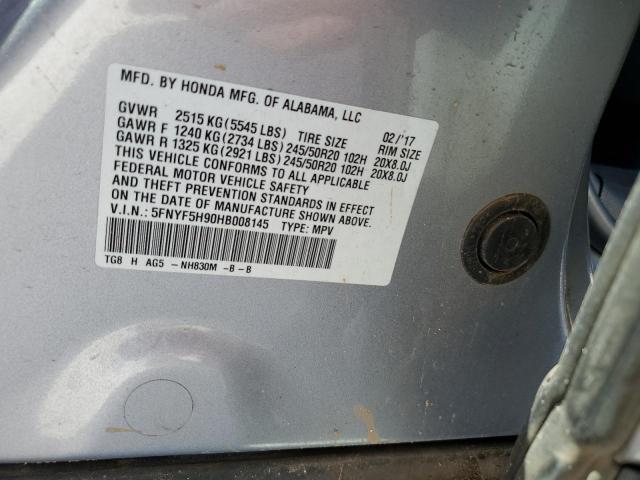 MFD. BY HONDA MFG. OF ALABAMA, LLC
GVWR 2515 KG (5545 LBS) TIRE SIZE 02/'17 RIM SIZE
GAWR F 1240 KG (2734 LBS) 245/50R20 102H 20X8.0J
GAWR R 1325 KG (2921 LBS) 245/50R20 102H 20X8.0J
THIS VEHICLE CONFORMS TO ALL APPLICABLE
FEDERAL MOTOR VEHICLE SAFETY
AND THEFT PREVENTION STANDARDS IN EFFECT
ON THE DATE OF MANUFACTURE SHOWN ABOVE.
V.I.N.: 5FNYF5H90HB008145 TYPE: MPV
TG8 H AG5 -NH830M -B -B